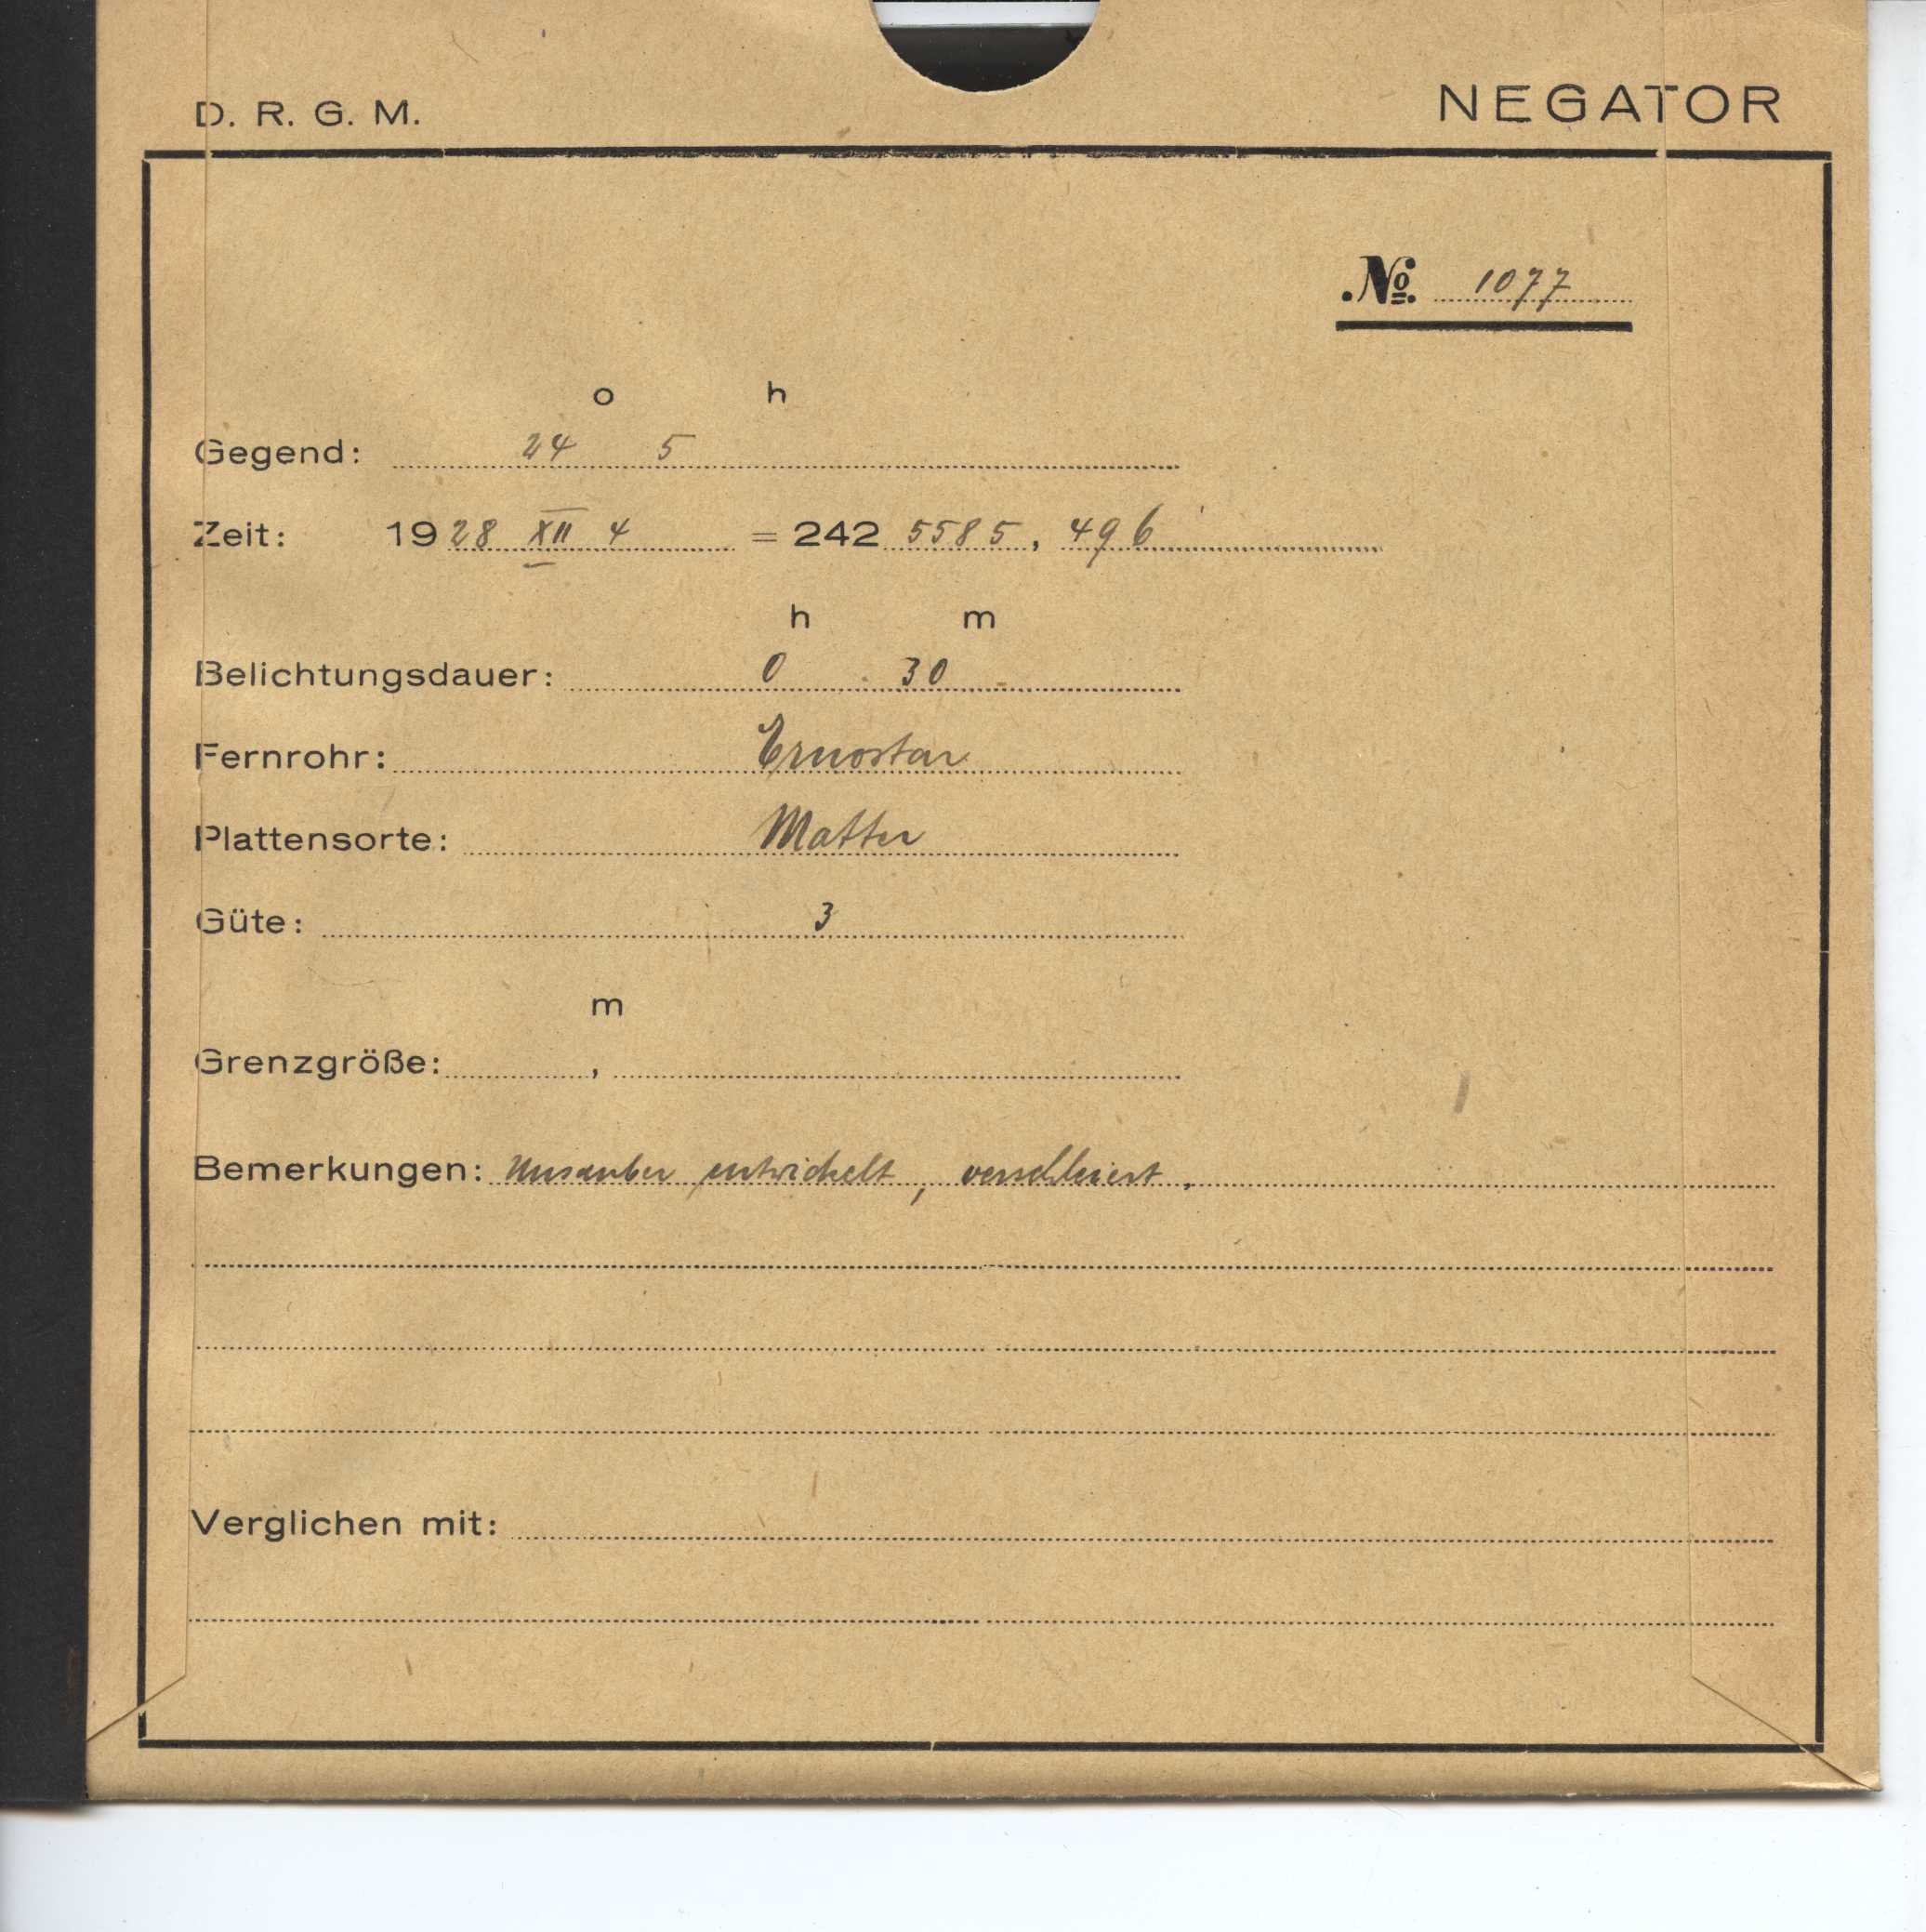 D. R. G. M. NEGATOR
No. 1077
o h
Gegend: 24 5
Zeit: 1928 XII 4 = 242 5585, 496
h m
Belichtungsdauer: 0 30
Fernrohr: Ernostar
Plattensorte: Matter
Güte: 3
m
Grenzgröße: ,
Bemerkungen: Unsauber entwickelt, verschleiert.
Verglichen mit: